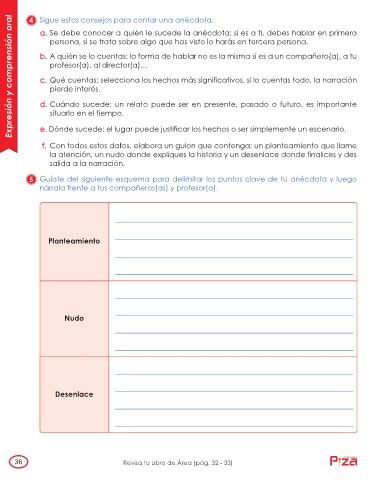 Expresión y comprensión oral
4 Sigue estos consejos para contar una anécdota.
a. Se debe conocer a quién le sucede la anécdota: si es a ti, debes hablar en primera
persona, si se trata sobre algo que has visto lo harás en tercera persona.
b. A quién se lo cuentas: la forma de hablar no es la misma si es a un compañero(a), a tu
profesor(a), al director(a)...
c. Qué cuentas: selecciona los hechos más significativos, si lo cuentas todo, la narración
pierde interés.
d. Cuándo sucede: un relato puede ser en presente, pasado o futuro, es importante
situarlo en el tiempo.
e. Dónde sucede: el lugar puede justificar los hechos o ser simplemente un escenario.
f. Con todos estos datos, elabora un guion que contenga: un planteamiento que llame
la atención, un nudo donde expliques la historia y un desenlace donde finalices y des
salida a la narración.
5 Guíate del siguiente esquema para delimitar los puntos clave de tu anécdota y luego
nárrala frente a tus compañeros(as) y profesor(a).
Planteamiento
Nudo
Desenlace
36
Revisa tu Libro de Área (pág. 32 - 33)
Pizza